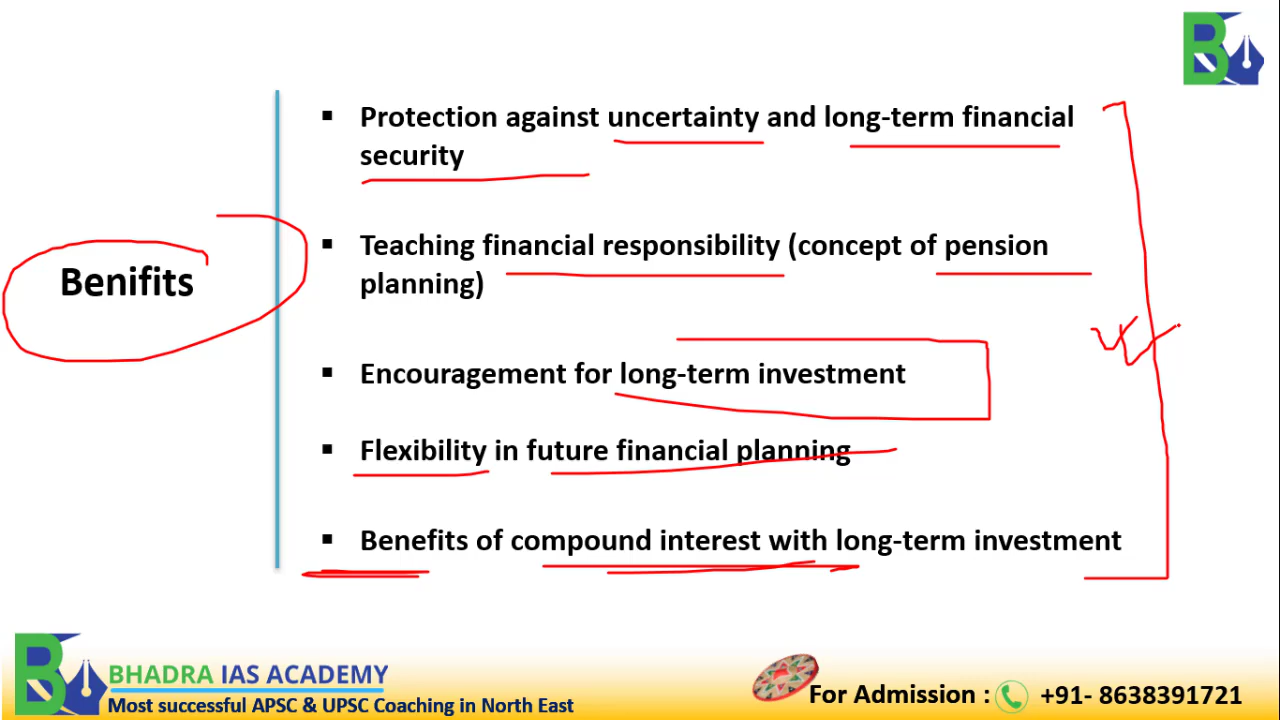 ▪ Protection against uncertainty and long-term financial
security
▪ Teaching financial responsibility (concept of pension
planning)
Benifits
▪ Encouragement for long-term investment
▪ Flexibility in future financial planning
▪ Benefits of compound interest with long-term investment
BHADRA IAS ACADEMY
Most successful APSC & UPSC Coaching in North East
For Admission : +91- 8638391721